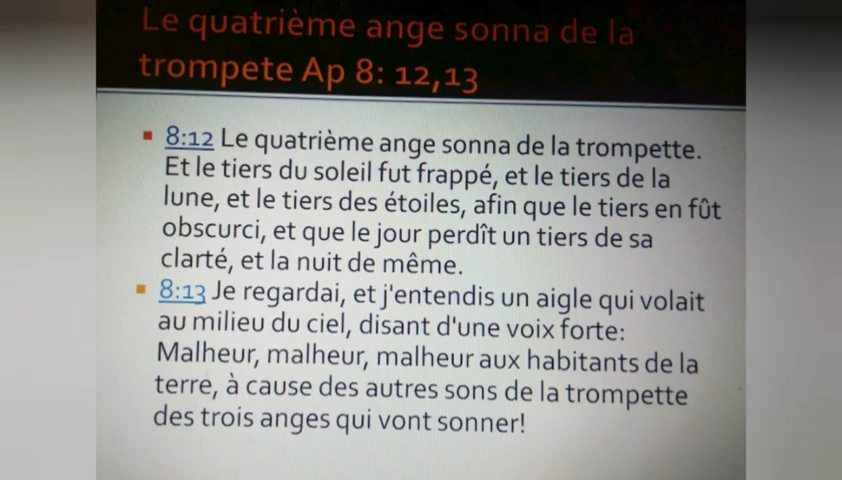 Le quatrième ange sonna de la
trompete Ap 8: 12,13
8:12 Le quatrième ange sonna de la trompette.
Et le tiers du soleil fut frappé, et le tiers de la
lune, et le tiers des étoiles, afin que le tiers en fût
obscurci, et que le jour perdît un tiers de sa
clarté, et la nuit de même.
8:13 Je regardai, et j'entendis un aigle qui volait
au milieu du ciel, disant d'une voix forte:
Malheur, malheur, malheur aux habitants de la
terre, à cause des autres sons de la trompette
des trois anges qui vont sonner!